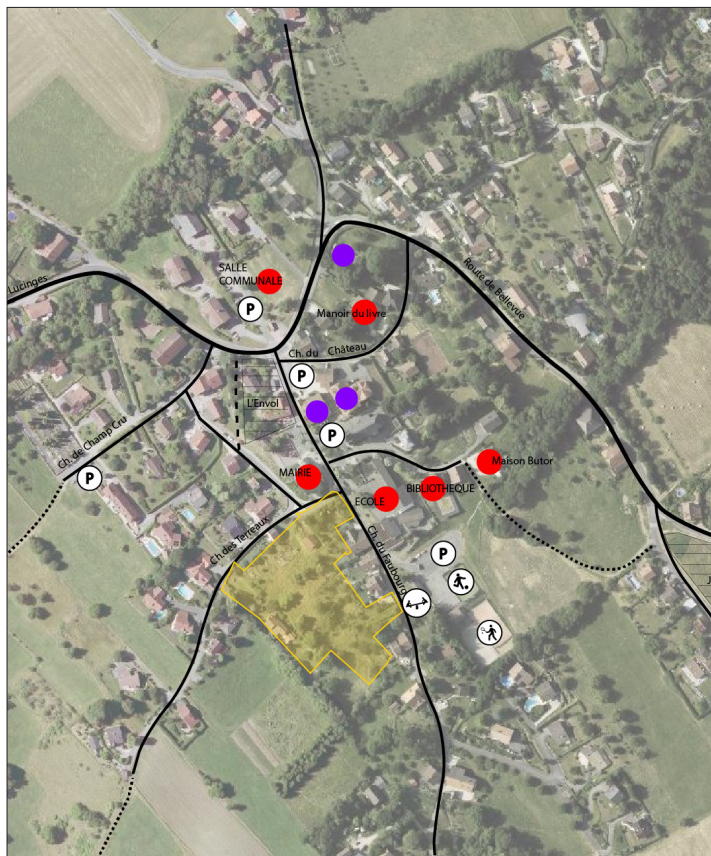 SALLE
COMMUNALE
Lucinges
P
Route de Bellevue
Manoir du livre
Ch. du Château
P
L'Envol
P
Ch. de Champ Cru
P
MAIRIE
Maison Butor
BIBLIOTHEQUE
ECOLE
Ch. des Terreaux
Ch. du Faubourg
P
J